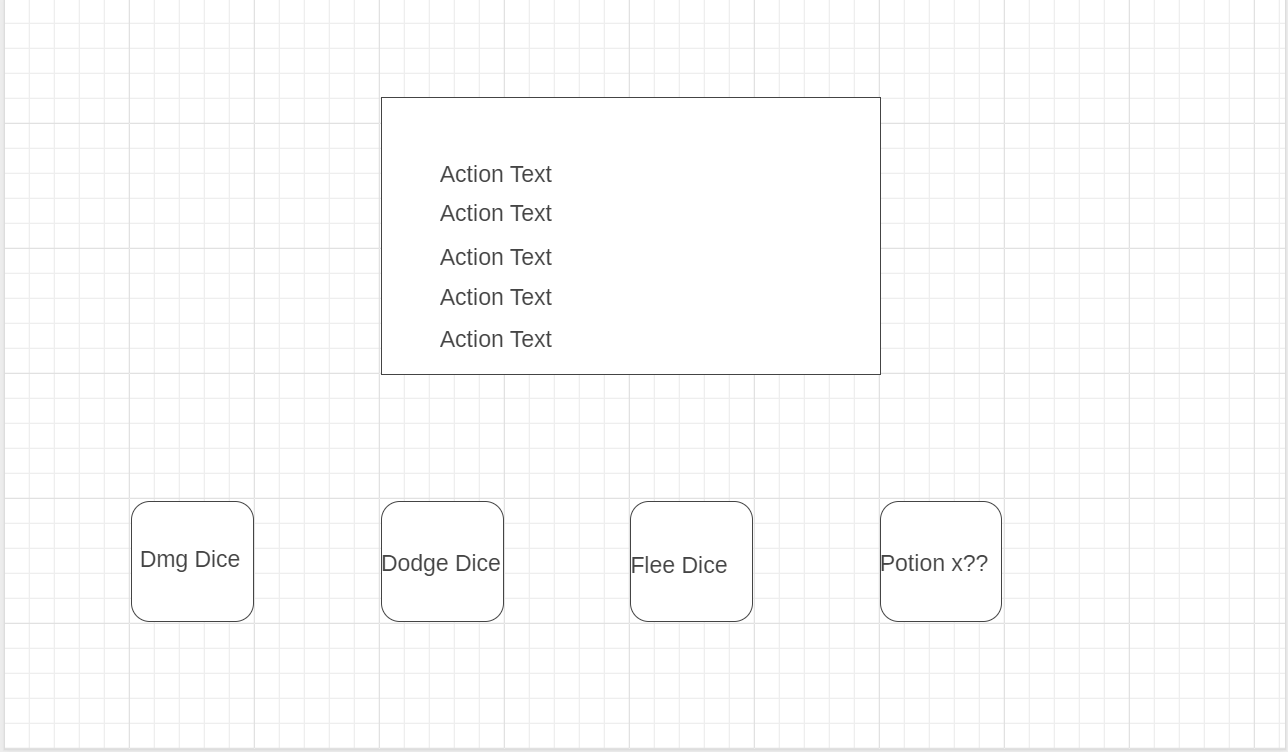 Action Text
Action Text
Action Text
Action Text
Action Text
Dmg Dice
Dodge Dice
Flee Dice
Potion x??